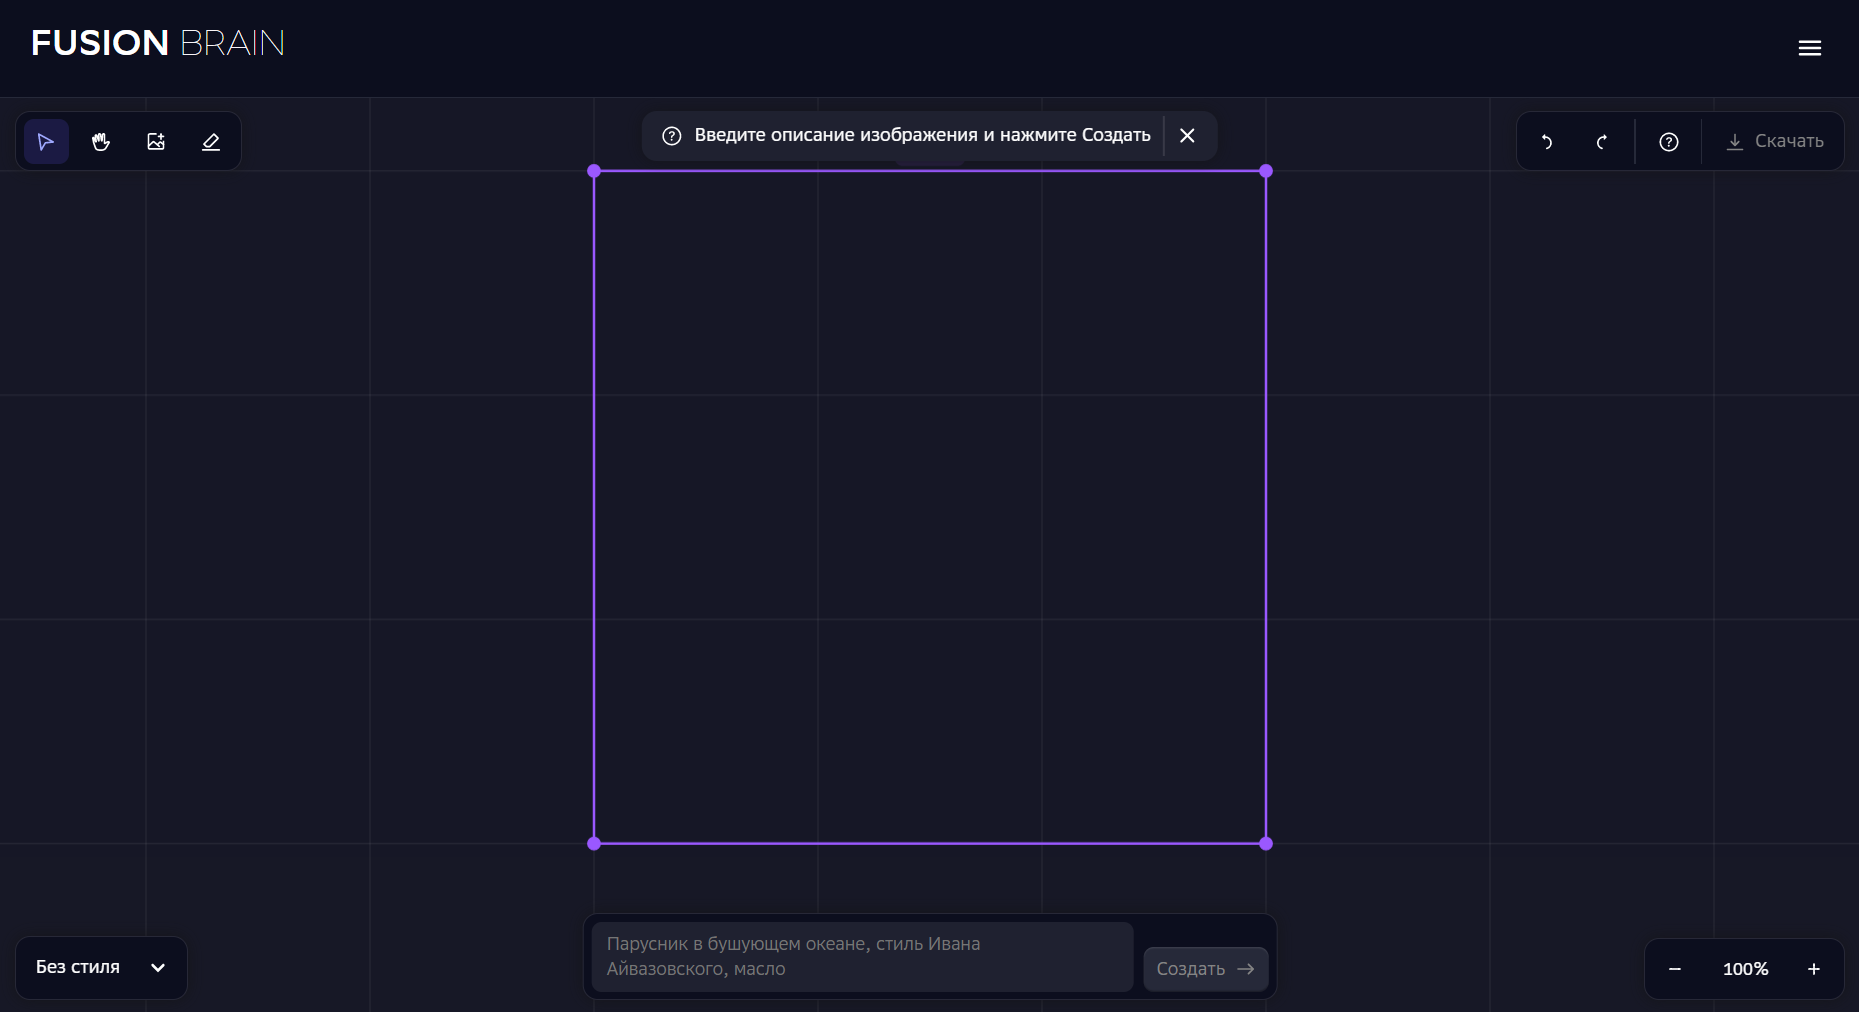 FUSION BRAIN
Введите описание изображения и нажмите Создать
Скачать
Парусник в бушующем океане, стиль Ивана
Айвазовского, масло
Создать
Без стиля
100%